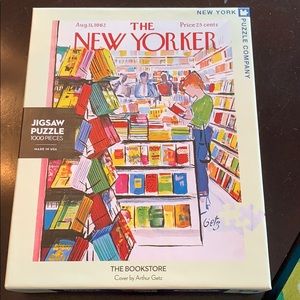 NEW YORK
PUZZLE COMPANY
Aug. 11, 1962
THE
Price 25 cents
NEW YORKER
JIGSAW
PUZZLE
1000 PIECES
MADE IN USA
Getz
THE BOOKSTORE
Cover by Arthur Getz